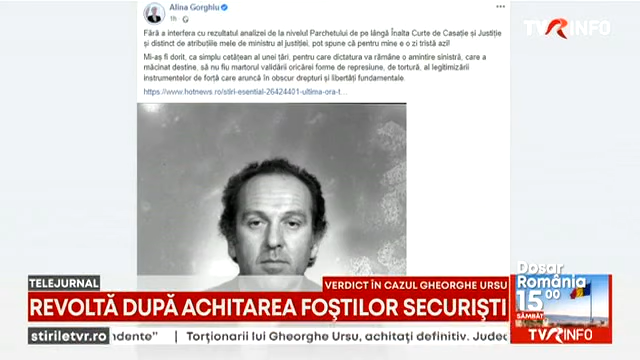 Alina Gorghiu
1h
Fără a interfera cu rezultatul analizei de la nivelul Parchetului de pe lângă Înalta Curte de Casație și Justiție
și distinct de atribuțiile mele de ministru al justiției, pot spune că pentru mine e o zi tristă azi!
Mi-aș fi dorit, ca simplu cetățean al unei țări, pentru care dictatura va rămâne o amintire sinistră, care a
măcinat destine, să nu fiu martorul validării oricărei forme de represiune, de tortură, al legitimizării
instrumentelor de forță care aruncă în obscur drepturi și libertăți fundamentale.
https://www.hotnews.ro/stiri-esential-26424401-ultima-ora-t...
TVR INFO
TELEJURNAL
VERDICT ÎN CAZUL GHEORGHE URSU
REVOLTĂ DUPĂ ACHITAREA FOȘTILOR SECURIȘTI
Dosar
România
15 00
SÂMBĂTĂ
TVR INFO
stiriletvr.ro
ndente" | Torționarii lui Gheorghe Ursu, achitați definitiv. Judec